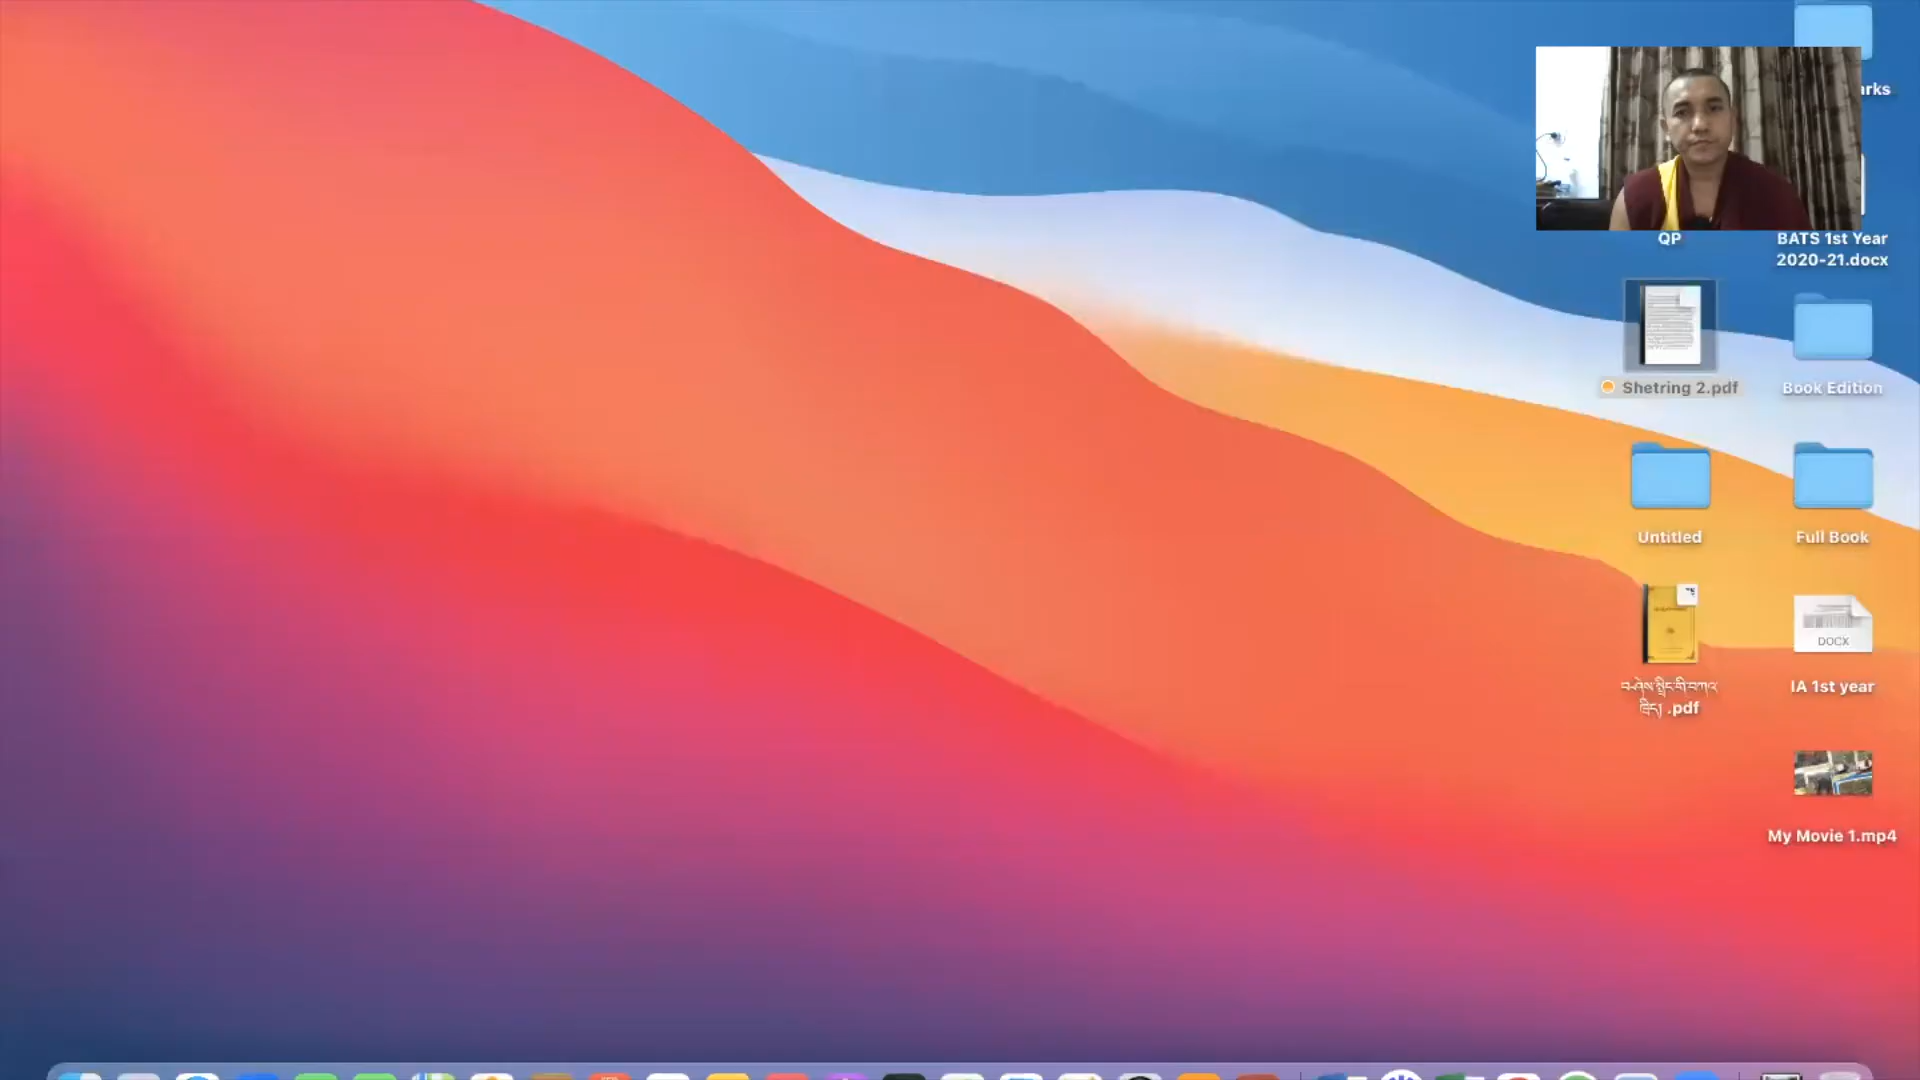 arks
QP
BATS 1st Year
2020-21.docx
Shetring 2.pdf
Book Edition
Untitled
Full Book
DOCX
.pdf
IA 1st year
My Movie 1.mp4